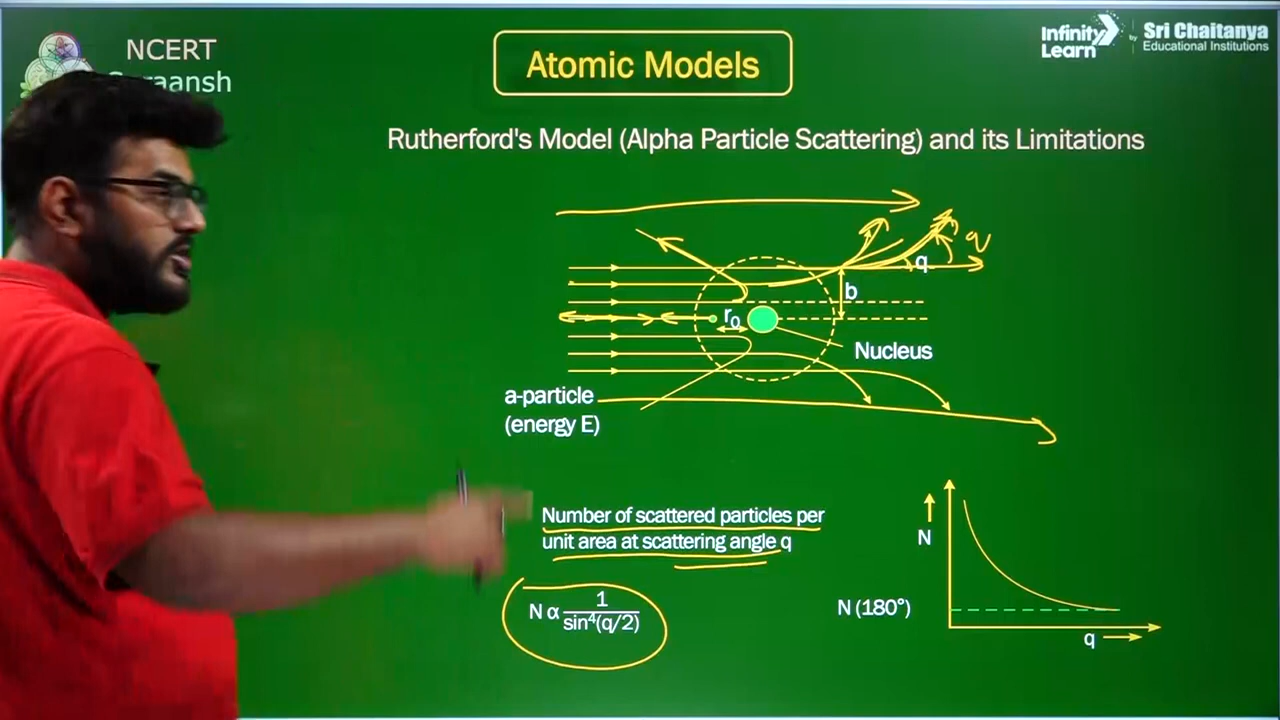 NCERT
Infinity Learn by Sri Chaitanya
Educational Institutions
Atomic Models
Rutherford's Model (Alpha Particle Scattering) and its Limitations
q
q
b
r₀
Nucleus
a-particle
(energy E)
Number of scattered particles per
unit area at scattering angle q
N α 1/sin⁴(q/2)
N
N (180°)
q